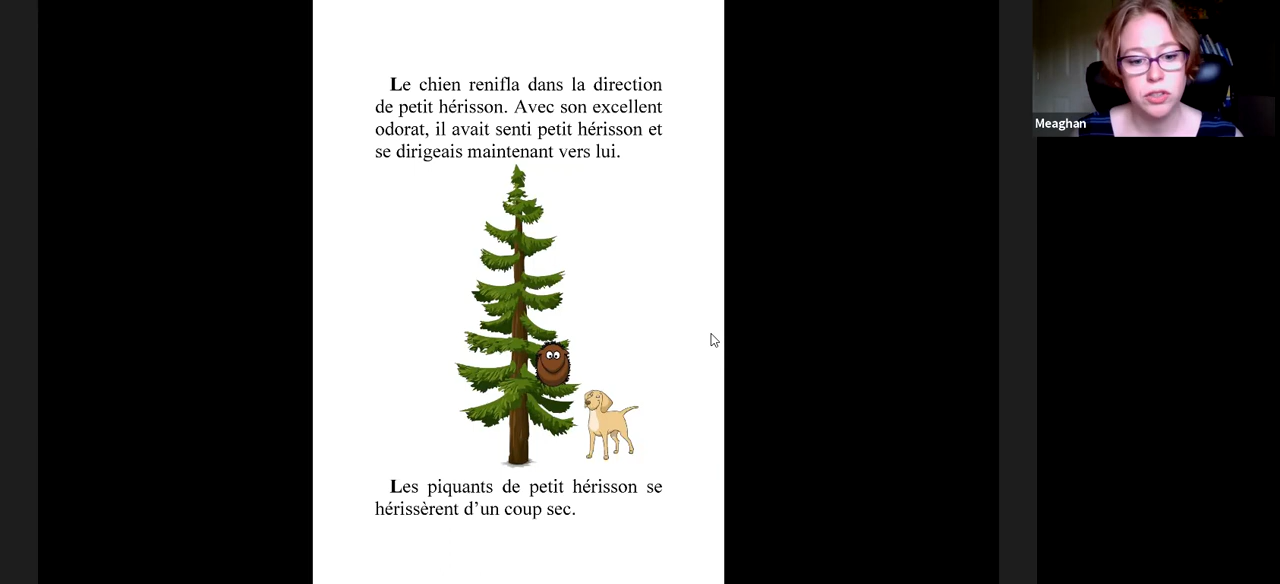 Le chien renifla dans la direction
de petit hérisson. Avec son excellent
odorat, il avait senti petit hérisson et
se dirigeais maintenant vers lui.
Meaghan
Les piquants de petit hérisson se
hérissèrent d’un coup sec.